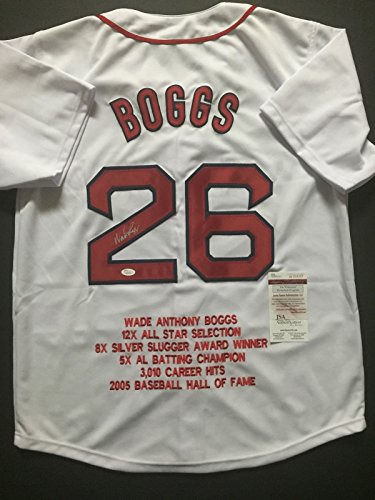 BOGGS
26
WADE ANTHONY BOGGS
12X ALL STAR SELECTION
8X SILVER SLUGGER AWARD WINNER
5X AL BATTING CHAMPION
3,010 CAREER HITS
2005 BASEBALL HALL OF FAME
JSA